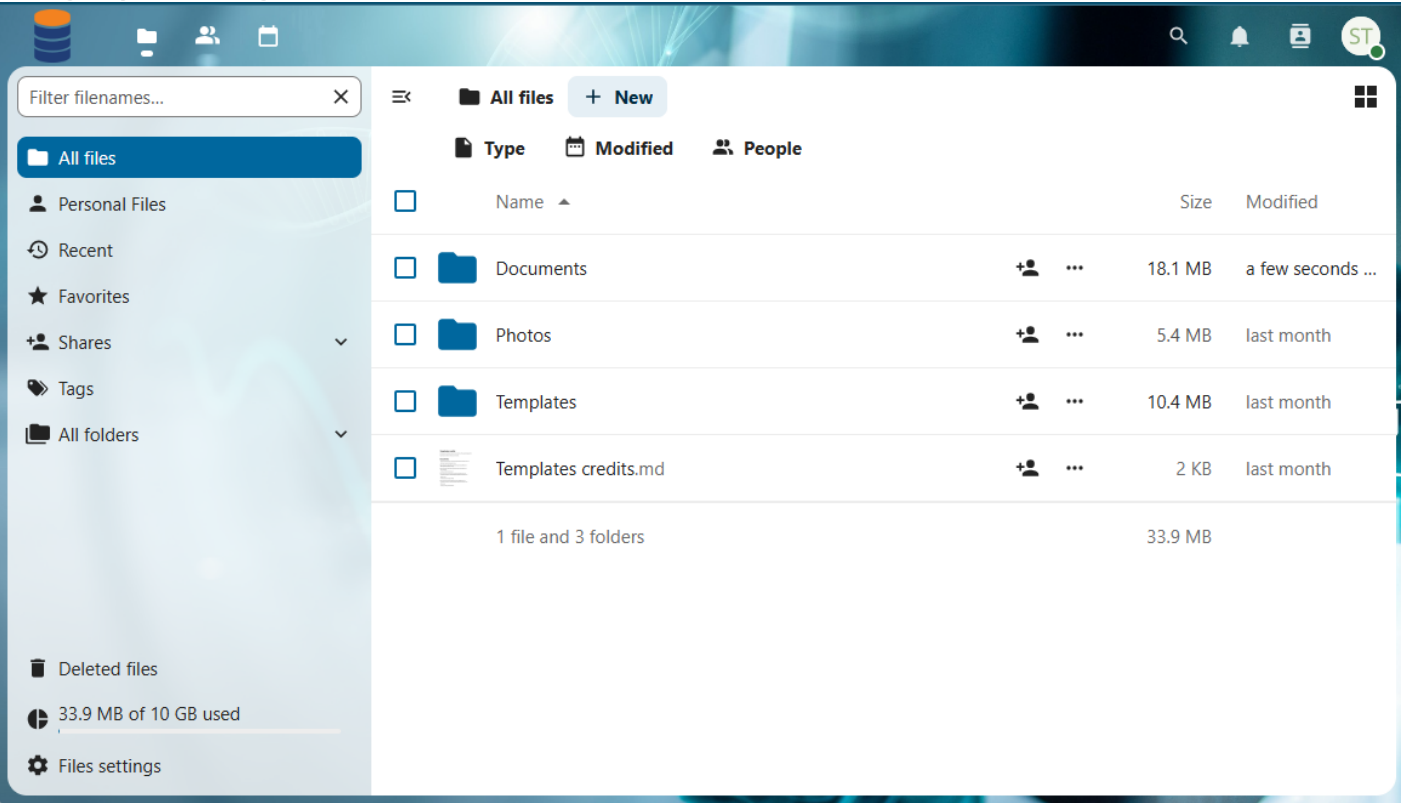 ST
Filter filenames...
All files
Personal Files
Recent
Favorites
Shares
Tags
All folders
Deleted files
33.9 MB of 10 GB used
Files settings
All files + New
Type Modified People
Name Size Modified
Documents 18.1 MB a few seconds ...
Photos 5.4 MB last month
Templates 10.4 MB last month
Templates credits.md 2 KB last month
1 file and 3 folders 33.9 MB